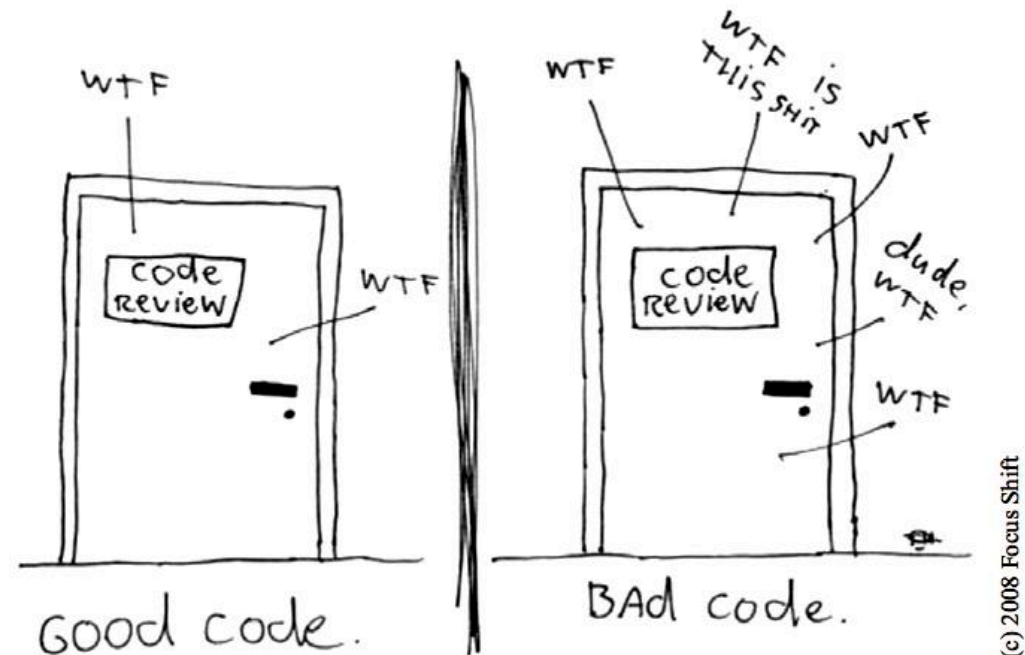 WTF
code
REVIEW
WTF
GOOD code.
WTF
WTF is
THiS SHiT
WTF
code
REVIEW
dude,
WTF
WTF
BAd code.
(c) 2008 Focus Shift